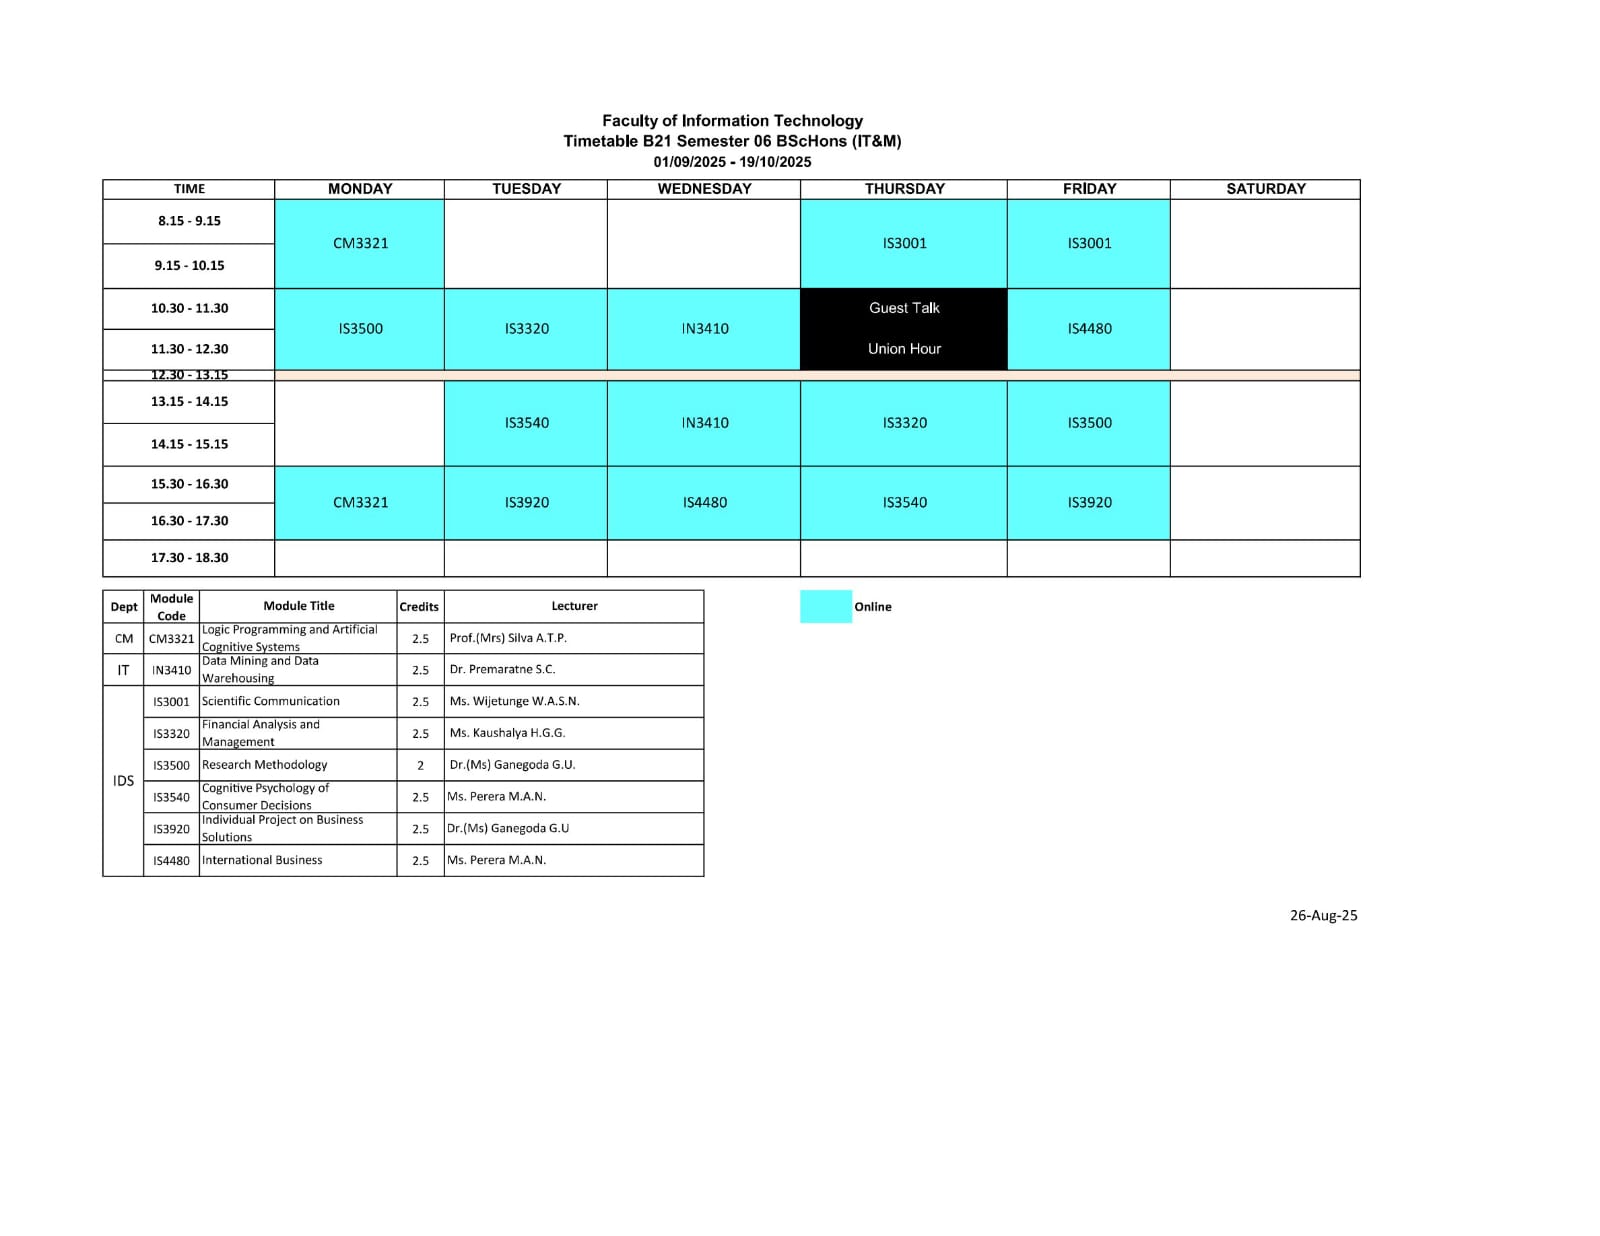 Faculty of Information Technology
Timetable B21 Semester 06 BScHons (IT&M)
01/09/2025 - 19/10/2025
TIME MONDAY TUESDAY WEDNESDAY THURSDAY FRIDAY SATURDAY
8.15 - 9.15
CM3321 IS3001 IS3001
9.15 - 10.15
10.30 - 11.30 Guest Talk
IS3500 IS3320 IN3410 IS4480
11.30 - 12.30 Union Hour
12.30 - 13.15
13.15 - 14.15
IS3540 IN3410 IS3320 IS3500
14.15 - 15.15
15.30 - 16.30
CM3321 IS3920 IS4480 IS3540 IS3920
16.30 - 17.30
17.30 - 18.30
Dept Module Code Module Title Credits Lecturer
Online
CM CM3321 Logic Programming and Artificial Cognitive Systems 2.5 Prof.(Mrs) Silva A.T.P.
IT IN3410 Data Mining and Data Warehousing 2.5 Dr. Premaratne S.C.
IDS
IS3001 Scientific Communication 2.5 Ms. Wijetunge W.A.S.N.
IS3320 Financial Analysis and Management 2.5 Ms. Kaushalya H.G.G.
IS3500 Research Methodology 2 Dr.(Ms) Ganegoda G.U.
IS3540 Cognitive Psychology of Consumer Decisions 2.5 Ms. Perera M.A.N.
IS3920 Individual Project on Business Solutions 2.5 Dr.(Ms) Ganegoda G.U
IS4480 International Business 2.5 Ms. Perera M.A.N.
26-Aug-25